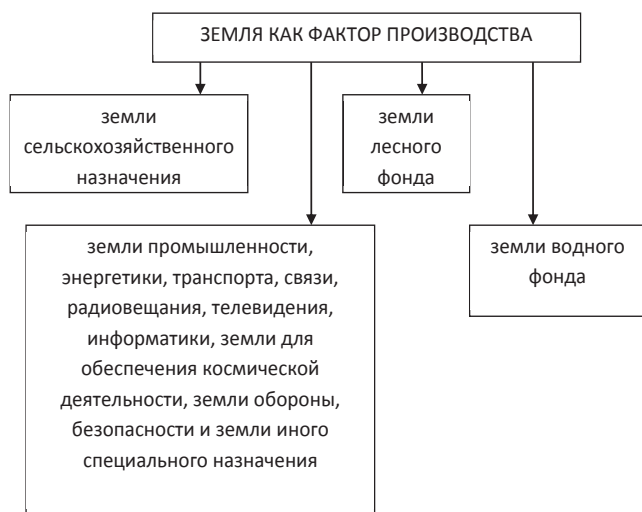 ЗЕМЛЯ КАК ФАКТОР ПРОИЗВОДСТВА
земли
сельскохозяйственного
назначения
земли
лесного
фонда
земли промышленности,
энергетики, транспорта, связи,
радиовещания, телевидения,
информатики, земли для
обеспечения космической
деятельности, земли обороны,
безопасности и земли иного
специального назначения
земли водного
фонда